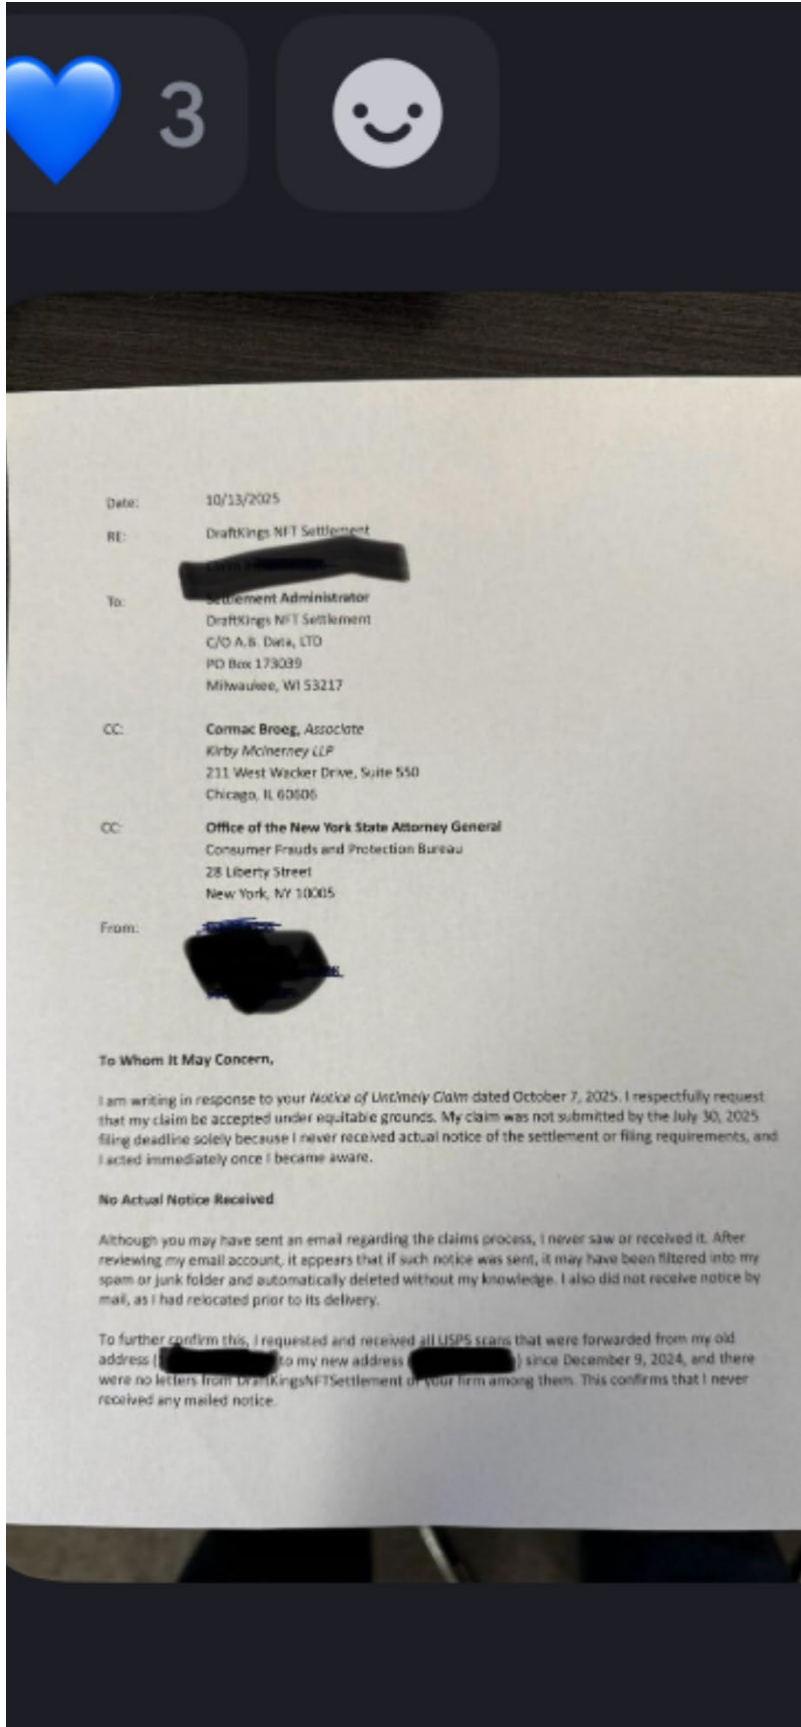 3
Date: 10/13/2025
RE: DraftKings NFT Settlement
To: Settlement Administrator
DraftKings NFT Settlement
C/O A.B. Data, LTD
PO Box 173039
Milwaukee, WI 53217
CC: Cormac Broeg, Associate
Kirby McInerney LLP
211 West Wacker Drive, Suite 550
Chicago, IL 60606
CC: Office of the New York State Attorney General
Consumer Frauds and Protection Bureau
28 Liberty Street
New York, NY 10005
From:
To Whom It May Concern,
I am writing in response to your Notice of Untimely Claim dated October 7, 2025. I respectfully request
that my claim be accepted under equitable grounds. My claim was not submitted by the July 30, 2025
filing deadline solely because I never received actual notice of the settlement or filing requirements, and
I acted immediately once I became aware.
No Actual Notice Received
Although you may have sent an email regarding the claims process, I never saw or received it. After
reviewing my email account, it appears that if such notice was sent, it may have been filtered into my
spam or junk folder and automatically deleted without my knowledge. I also did not receive notice by
mail, as I had relocated prior to its delivery.
To further confirm this, I requested and received all USPS scans that were forwarded from my old
address ( to my new address ( ) since December 9, 2024, and there
were no letters from DraftKingsNFTSettlement or your firm among them. This confirms that I never
received any mailed notice.